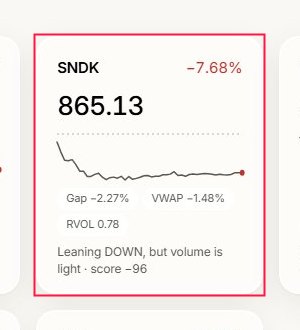 SNDK −7.68%
865.13
Gap −2.27% VWAP −1.48%
RVOL 0.78
Leaning DOWN, but volume is
light · score −96